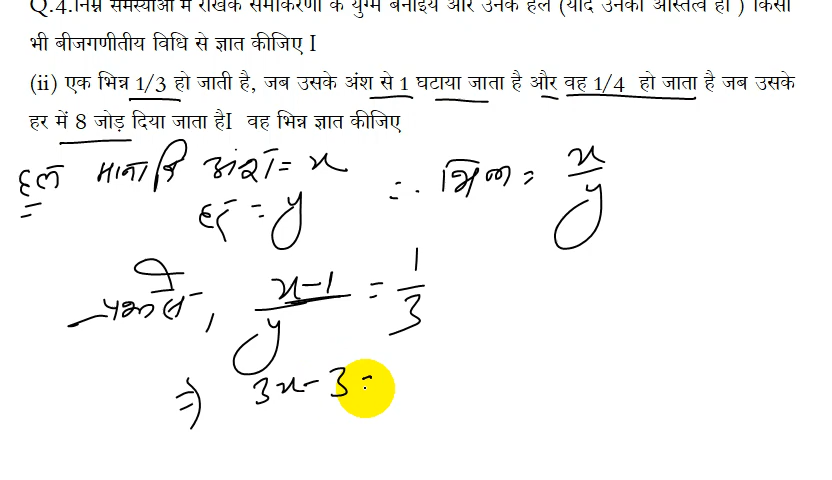 Q.4.निम्न समस्याओं में रैखिक समीकरणों के युग्म बनाइये और उनके हल (यदि उनका अस्तित्व हो ) किसी
भी बीजगणीतीय विधि से ज्ञात कीजिए I
(ii) एक भिन्न 1/3 हो जाती है, जब उसके अंश से 1 घटाया जाता है और वह 1/4 हो जाता है जब उसके
हर में 8 जोड़ दिया जाता हैI वह भिन्न ज्ञात कीजिए
हल माना कि अंश = x ∴ भिन्न = x/y
हर = y
प्रश्न से, x-1/y = 1/3
⇒ 3x-3 =